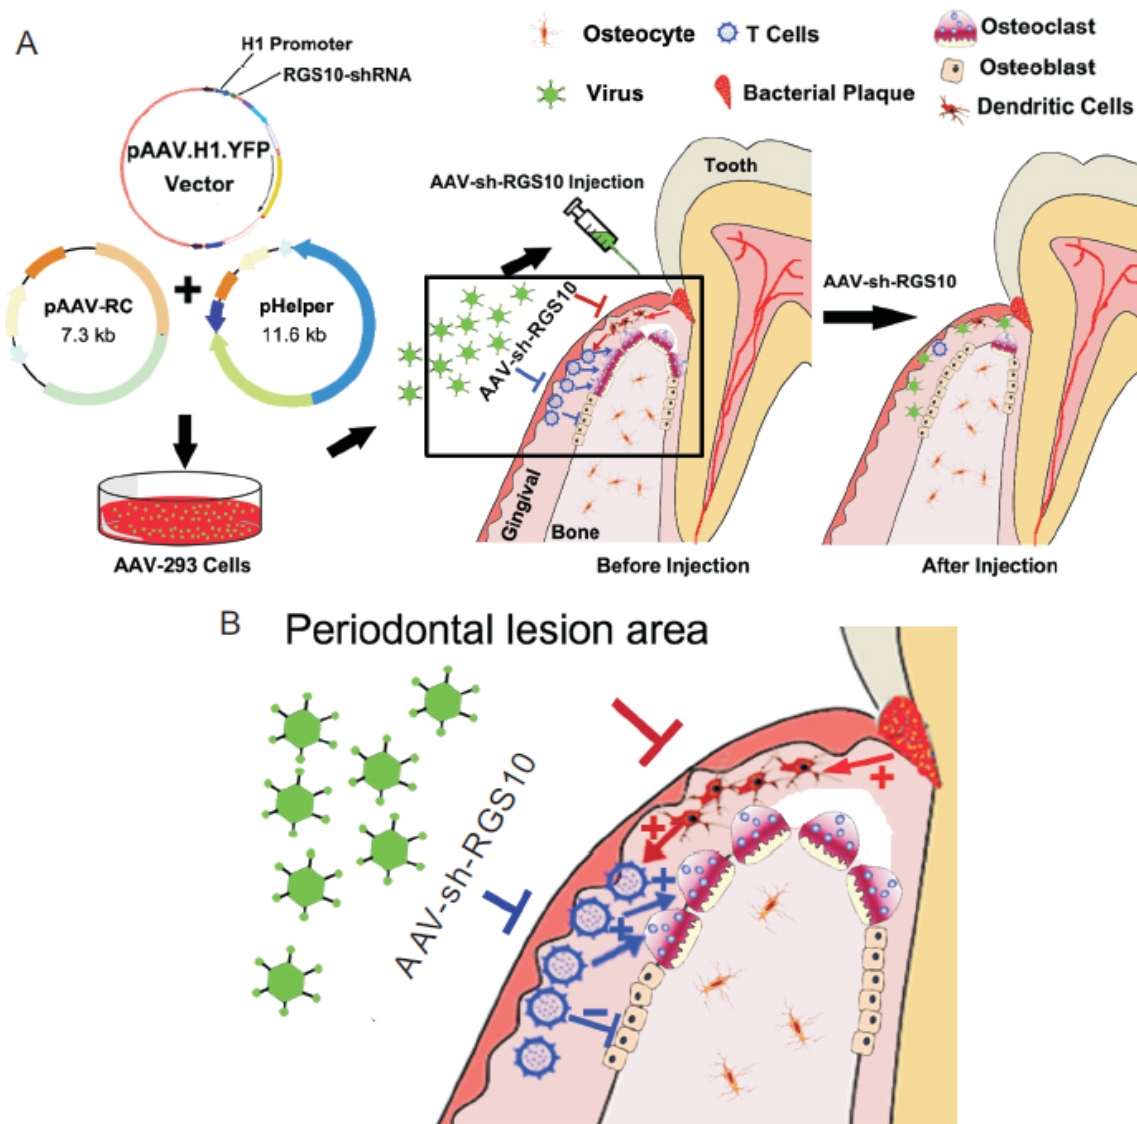 A
H1 Promoter
RGS10-shRNA
pAAV.H1.YFP
Vector
pAAV-RC
7.3 kb
+
pHelper
11.6 kb
AAV-293 Cells
Osteocyte
T Cells
Osteoclast
Osteoblast
Virus
Bacterial Plaque
Dendritic Cells
AAV-sh-RGS10 Injection
Tooth
AAV-sh-RGS10
Gingival
Bone
Before Injection
AAV-sh-RGS10
After Injection
B
Periodontal lesion area
AAV-sh-RGS10
+
+
+
+
−